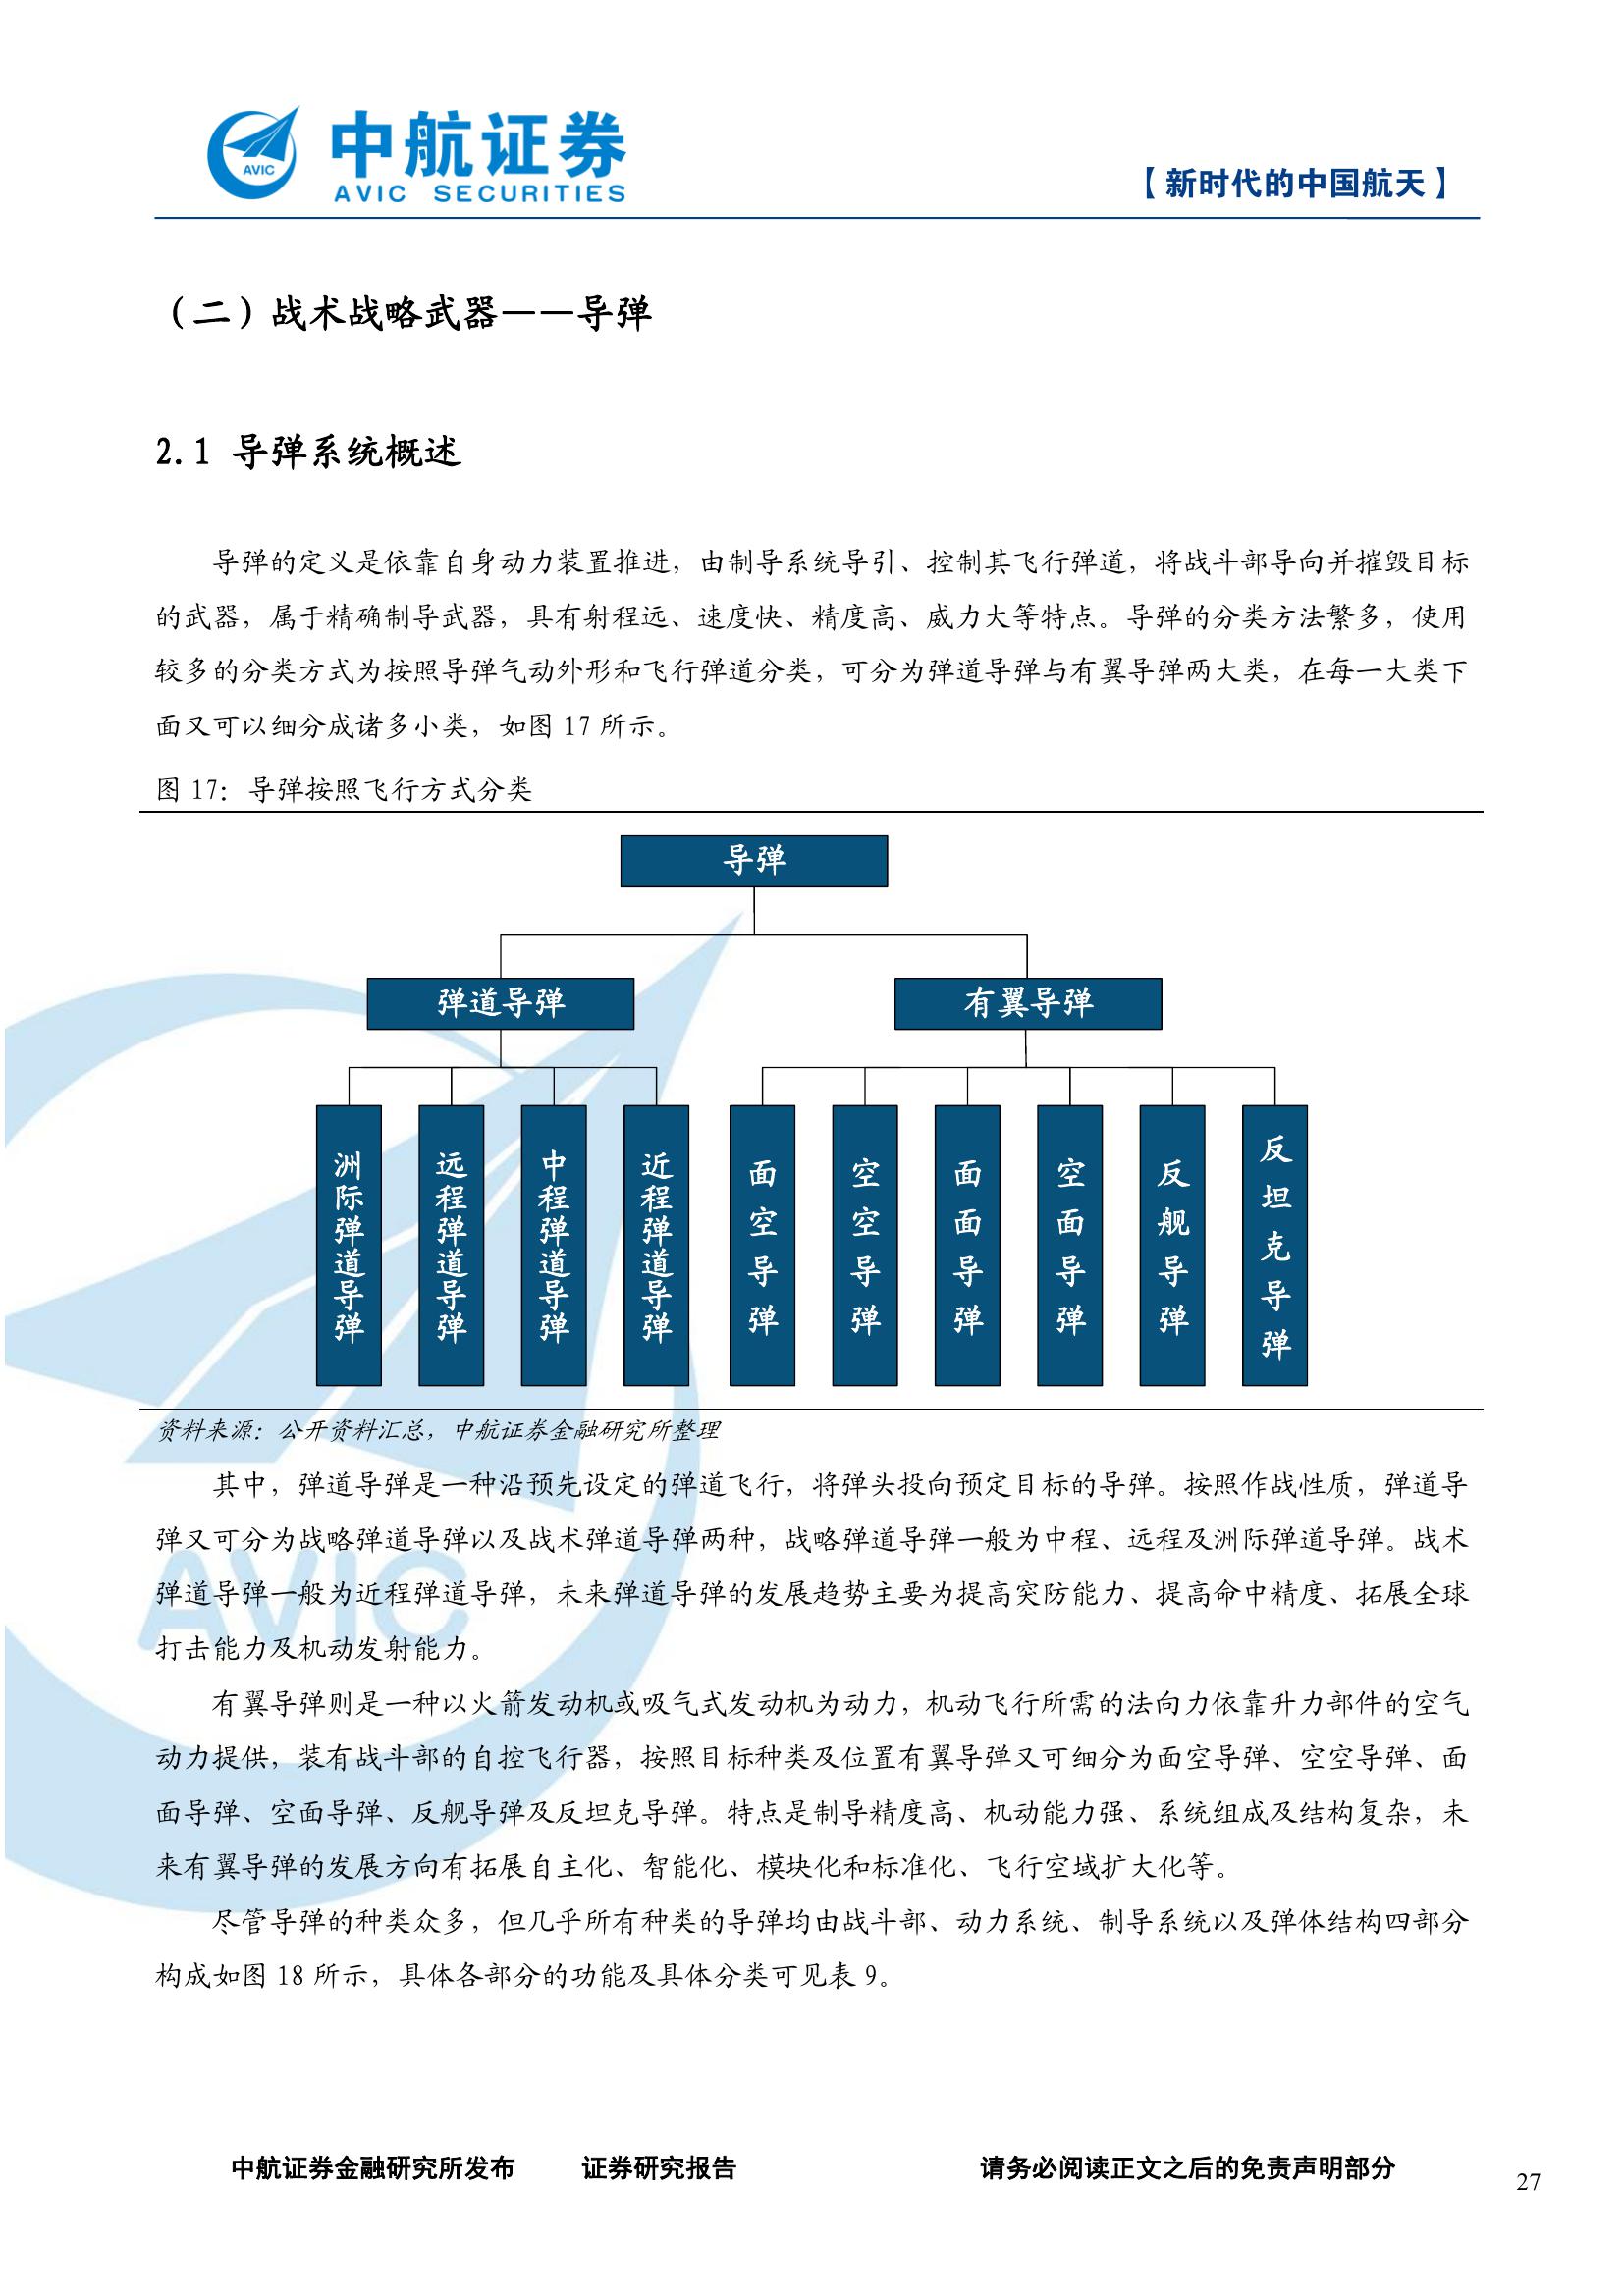 AVIC
中航证券
AVIC SECURITIES
【新时代的中国航天】
（二）战术战略武器——导弹
2.1 导弹系统概述
导弹的定义是依靠自身动力装置推进，由制导系统导引、控制其飞行弹道，将战斗部导向并摧毁目标
的武器，属于精确制导武器，具有射程远、速度快、精度高、威力大等特点。导弹的分类方法繁多，使用
较多的分类方式为按照导弹气动外形和飞行弹道分类，可分为弹道导弹与有翼导弹两大类，在每一大类下
面又可以细分成诸多小类，如图 17 所示。
图 17：导弹按照飞行方式分类
导弹
弹道导弹
有翼导弹
洲际弹道导弹
远程弹道导弹
中程弹道导弹
近程弹道导弹
面空导弹
空空导弹
面面导弹
空面导弹
反舰导弹
反坦克导弹
资料来源：公开资料汇总，中航证券金融研究所整理
其中，弹道导弹是一种沿预先设定的弹道飞行，将弹头投向预定目标的导弹。按照作战性质，弹道导
弹又可分为战略弹道导弹以及战术弹道导弹两种，战略弹道导弹一般为中程、远程及洲际弹道导弹。战术
弹道导弹一般为近程弹道导弹，未来弹道导弹的发展趋势主要为提高突防能力、提高命中精度、拓展全球
打击能力及机动发射能力。
有翼导弹则是一种以火箭发动机或吸气式发动机为动力，机动飞行所需的法向力依靠升力部件的空气
动力提供，装有战斗部的自控飞行器，按照目标种类及位置有翼导弹又可细分为面空导弹、空空导弹、面
面导弹、空面导弹、反舰导弹及反坦克导弹。特点是制导精度高、机动能力强、系统组成及结构复杂，未
来有翼导弹的发展方向有拓展自主化、智能化、模块化和标准化、飞行空域扩大化等。
尽管导弹的种类众多，但几乎所有种类的导弹均由战斗部、动力系统、制导系统以及弹体结构四部分
构成如图 18 所示，具体各部分的功能及具体分类可见表 9。
AVIC
中航证券金融研究所发布 证券研究报告 请务必阅读正文之后的免责声明部分
27